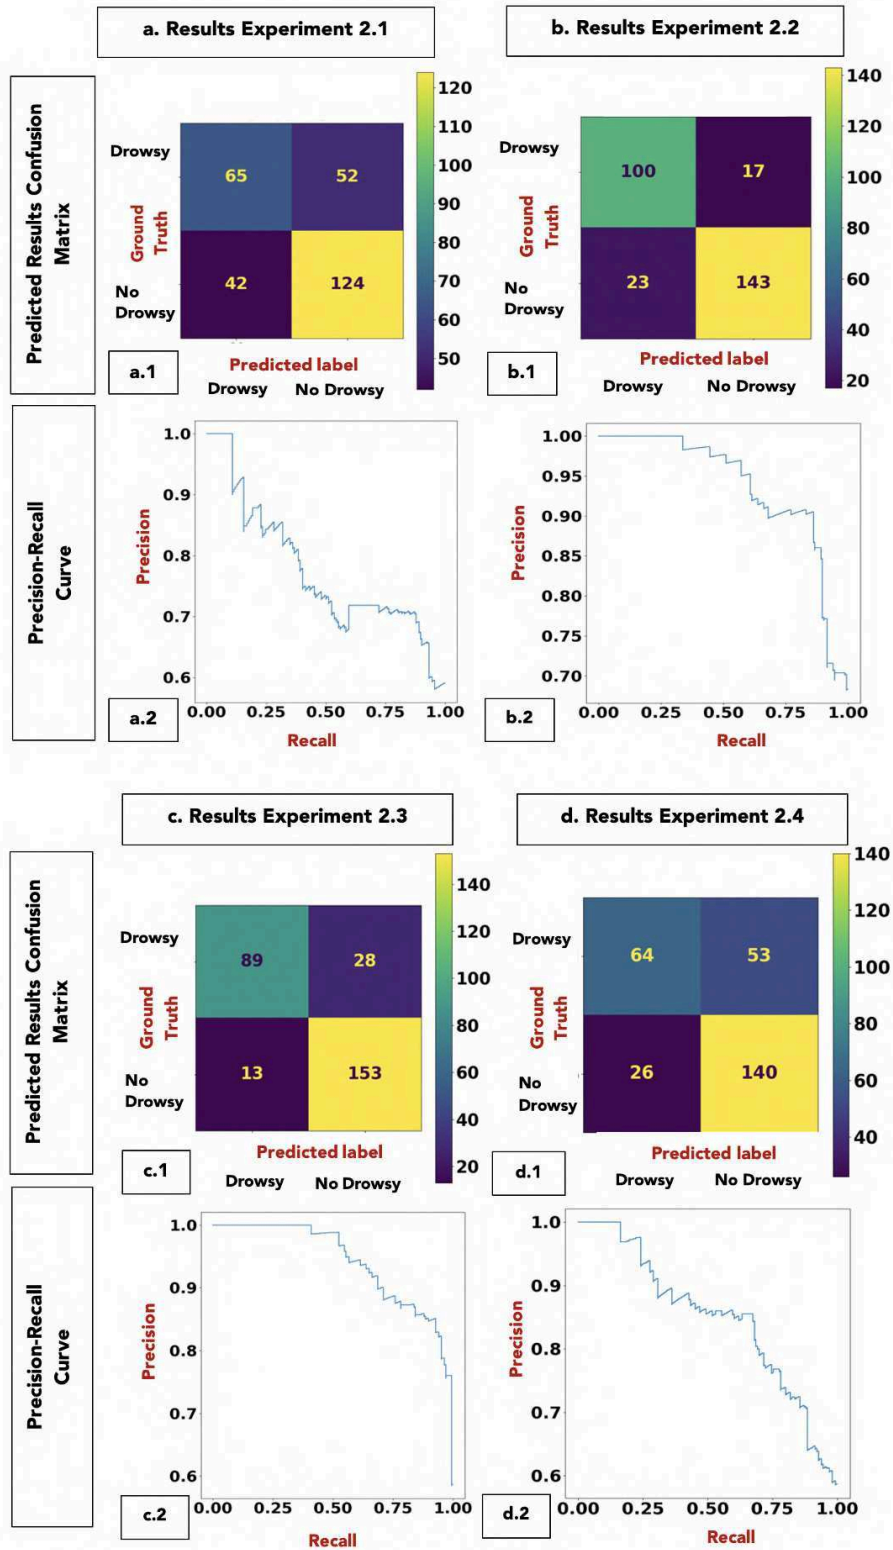 a. Results Experiment 2.1
b. Results Experiment 2.2
Predicted Results Confusion
Matrix
Drowsy
Ground
Truth
No
Drowsy
65
52
42
124
120
110
100
90
80
70
60
50
a.1
Predicted label
Drowsy
No Drowsy
Drowsy
Ground
Truth
No
Drowsy
100
17
23
143
140
120
100
80
60
40
20
b.1
Predicted label
Drowsy
No Drowsy
Precision-Recall
Curve
Precision
1.0
0.9
0.8
0.7
0.6
a.2
0.00 0.25 0.50 0.75 1.00
Recall
Precision
1.00
0.95
0.90
0.85
0.80
0.75
0.70
b.2
0.00 0.25 0.50 0.75 1.00
Recall
c. Results Experiment 2.3
d. Results Experiment 2.4
Predicted Results Confusion
Matrix
Drowsy
Ground
Truth
No
Drowsy
89
28
13
153
140
120
100
80
60
40
20
c.1
Predicted label
Drowsy
No Drowsy
Drowsy
Ground
Truth
No
Drowsy
64
53
26
140
140
120
100
80
60
40
d.1
Predicted label
Drowsy
No Drowsy
Precision-Recall
Curve
Precision
1.0
0.9
0.8
0.7
0.6
c.2
0.00 0.25 0.50 0.75 1.00
Recall
Precision
1.0
0.9
0.8
0.7
0.6
d.2
0.00 0.25 0.50 0.75 1.00
Recall